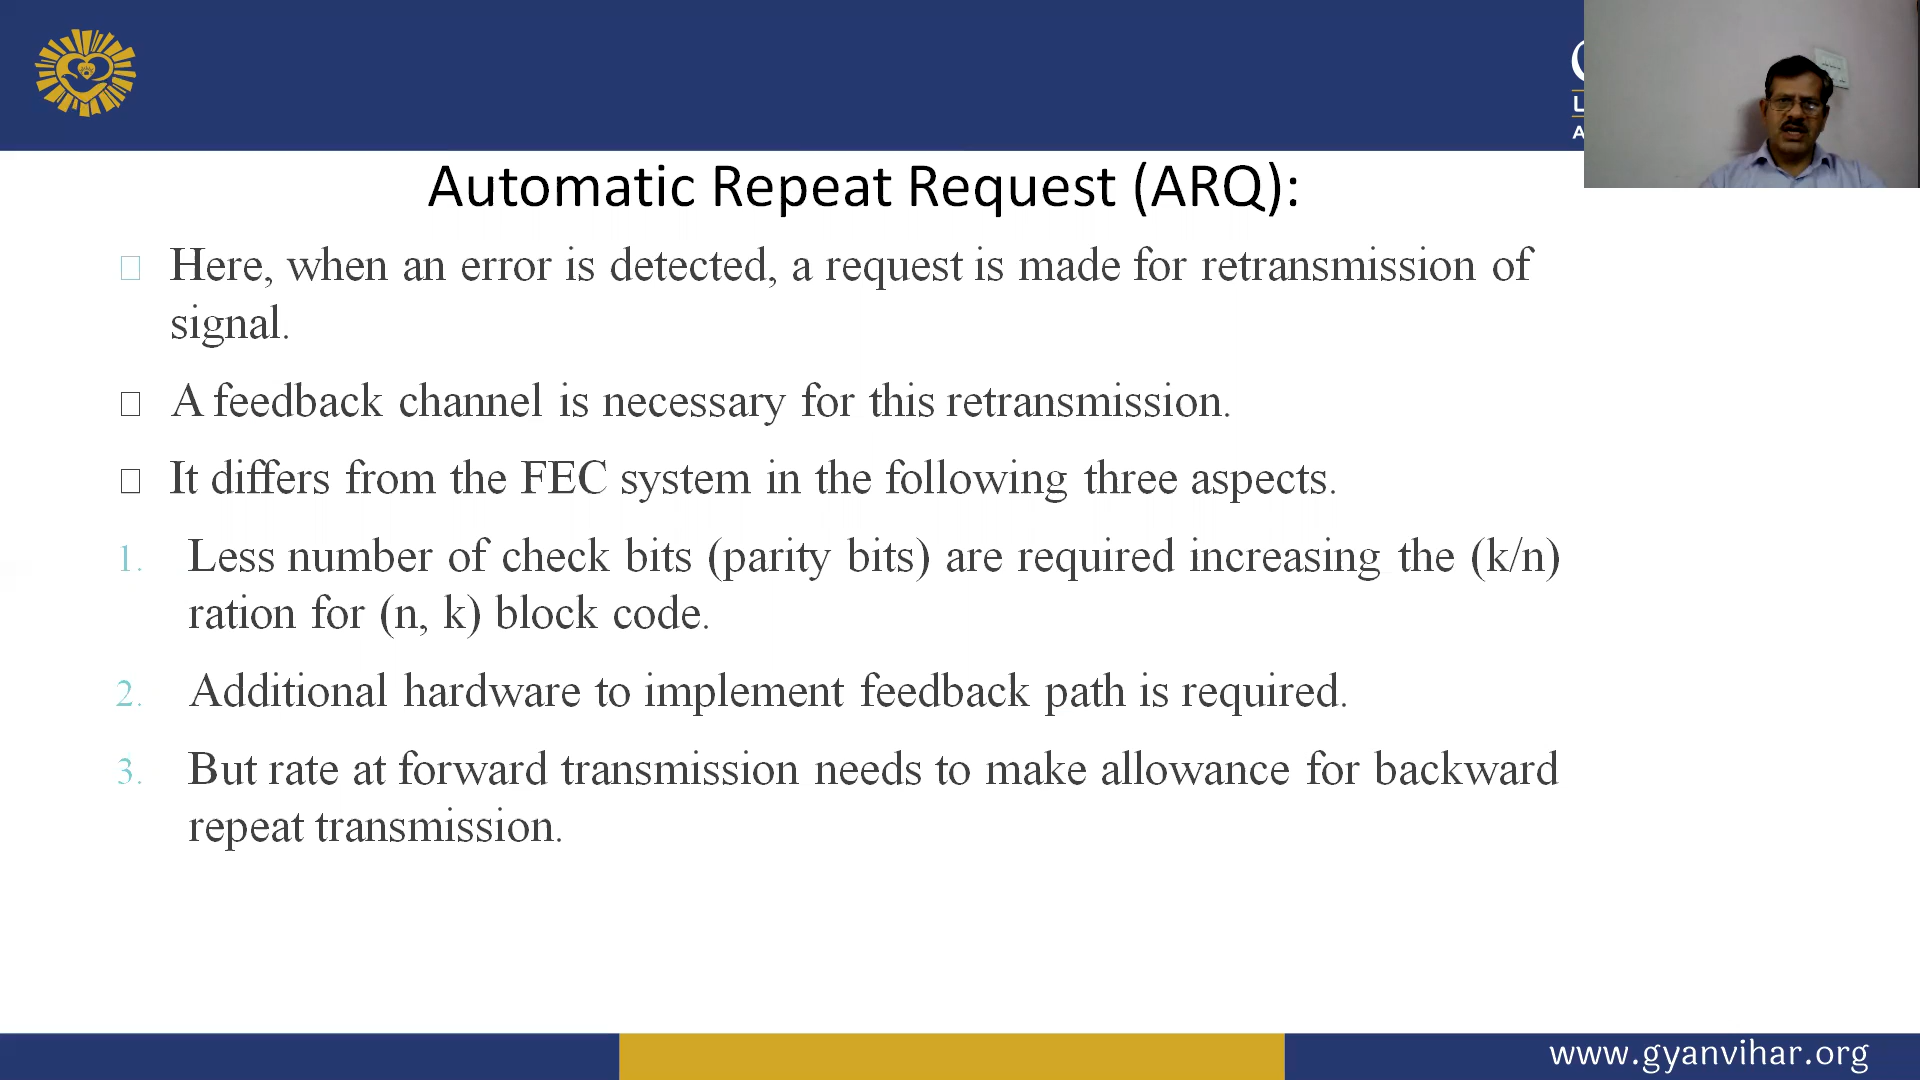 Automatic Repeat Request (ARQ):
Here, when an error is detected, a request is made for retransmission of
signal.
A feedback channel is necessary for this retransmission.
It differs from the FEC system in the following three aspects.
1. Less number of check bits (parity bits) are required increasing the (k/n)
ration for (n, k) block code.
2. Additional hardware to implement feedback path is required.
3. But rate at forward transmission needs to make allowance for backward
repeat transmission.
www.gyanvihar.org